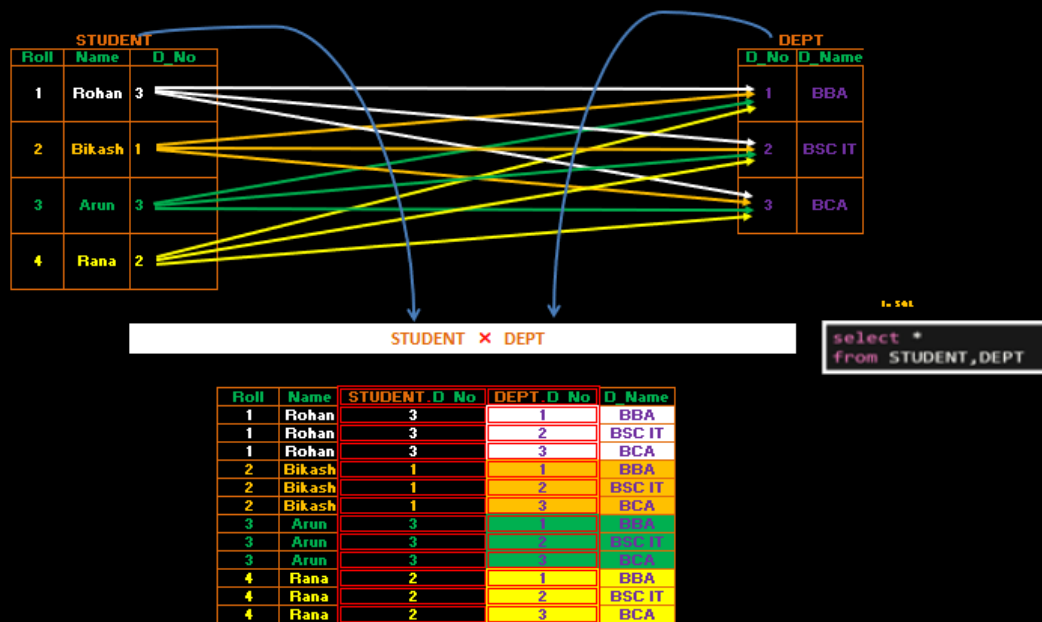 STUDENT
Roll Name D_No
1 Rohan 3
2 Bikash 1
3 Arun 3
4 Rana 2
DEPT
D_No D_Name
1 BBA
2 BSC IT
3 BCA
In SQL
STUDENT × DEPT
select *
from STUDENT,DEPT
Roll Name STUDENT.D_No DEPT.D_No D_Name
1 Rohan 3 1 BBA
1 Rohan 3 2 BSC IT
1 Rohan 3 3 BCA
2 Bikash 1 1 BBA
2 Bikash 1 2 BSC IT
2 Bikash 1 3 BCA
3 Arun 3 1 BBA
3 Arun 3 2 BSC IT
3 Arun 3 3 BCA
4 Rana 2 1 BBA
4 Rana 2 2 BSC IT
4 Rana 2 3 BCA